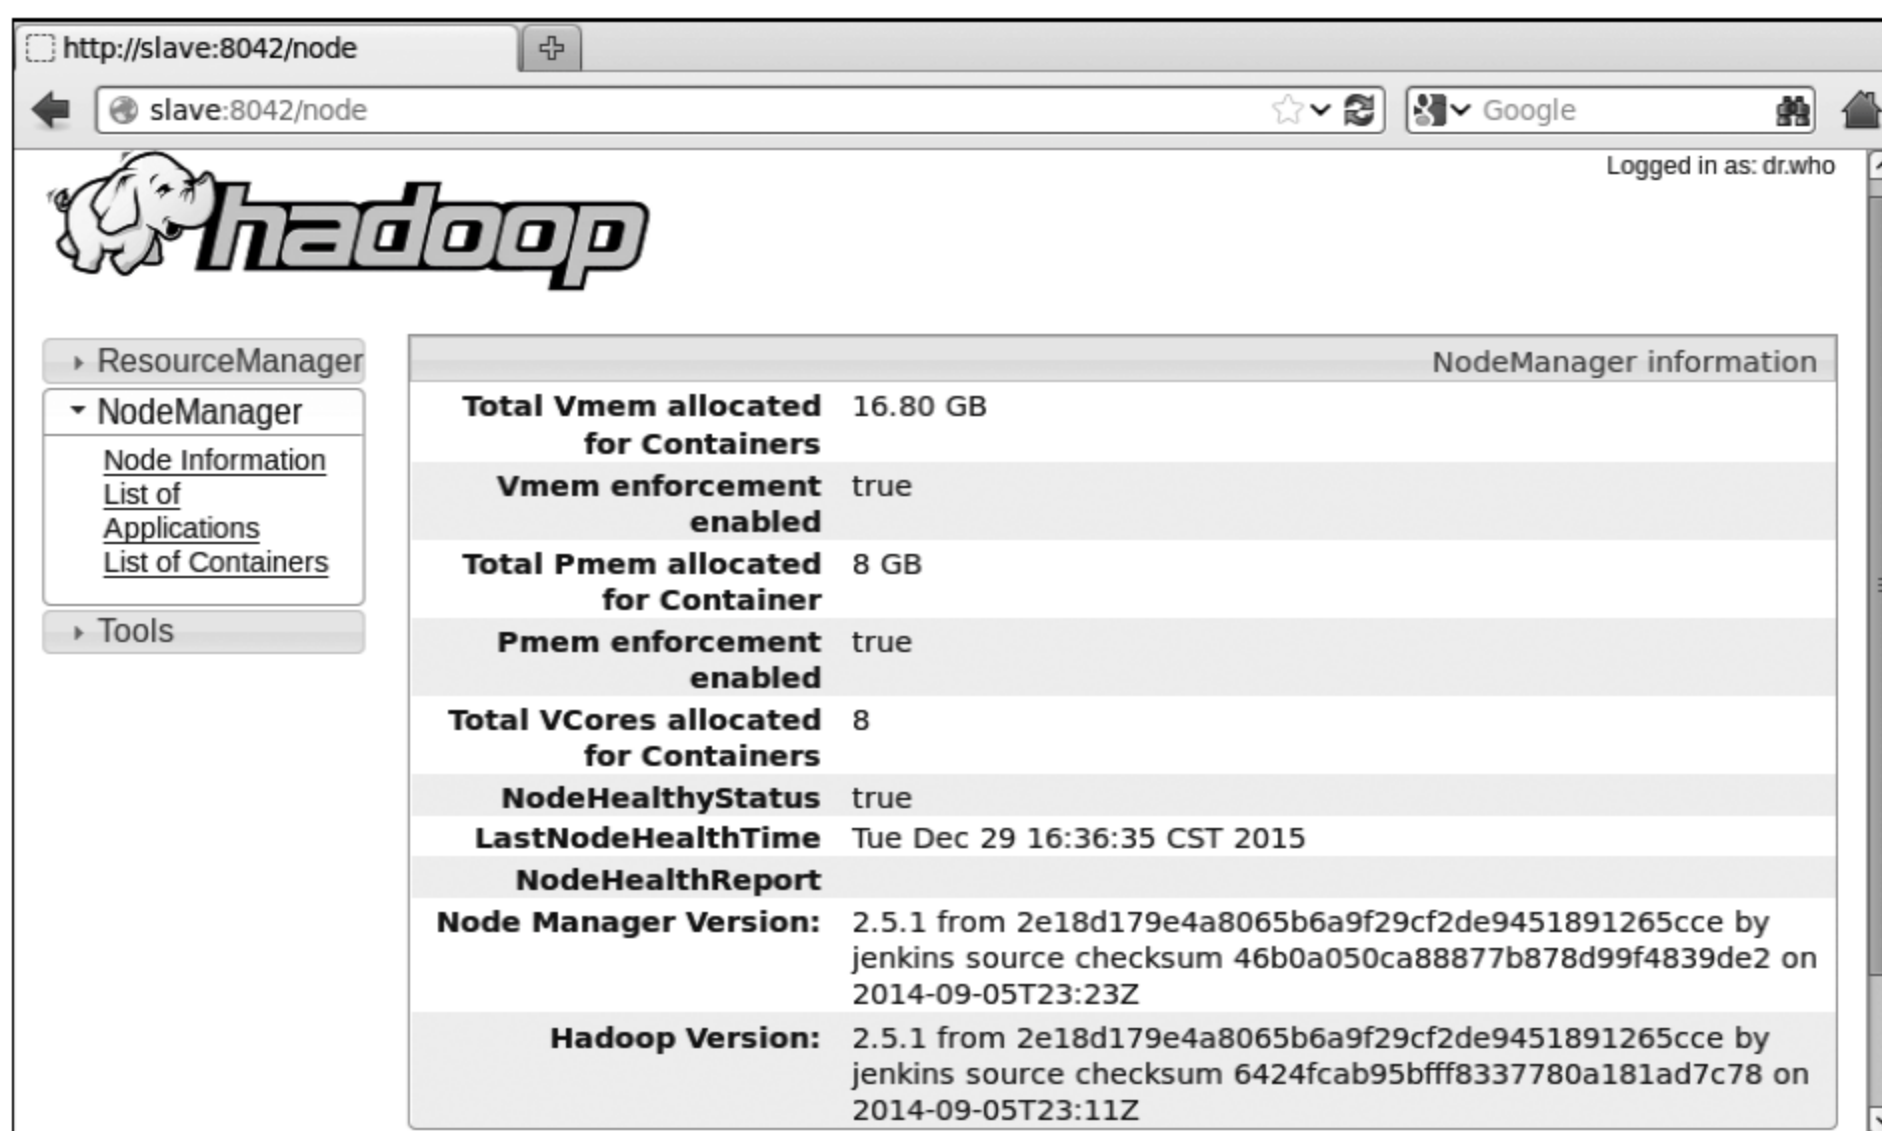 http://slave:8042/node
slave:8042/node
Google
Logged in as: dr.who
hadoop
ResourceManager
NodeManager
Node Information
List of
Applications
List of Containers
Tools
NodeManager information
Total Vmem allocated
for Containers
16.80 GB
Vmem enforcement
enabled
true
Total Pmem allocated
for Container
8 GB
Pmem enforcement
enabled
true
Total VCores allocated
for Containers
8
NodeHealthyStatus
true
LastNodeHealthTime
Tue Dec 29 16:36:35 CST 2015
NodeHealthReport
Node Manager Version:
2.5.1 from 2e18d179e4a8065b6a9f29cf2de9451891265cce by
jenkins source checksum 46b0a050ca88877b878d99f4839de2 on
2014-09-05T23:23Z
Hadoop Version:
2.5.1 from 2e18d179e4a8065b6a9f29cf2de9451891265cce by
jenkins source checksum 6424fcab95bfff8337780a181ad7c78 on
2014-09-05T23:11Z